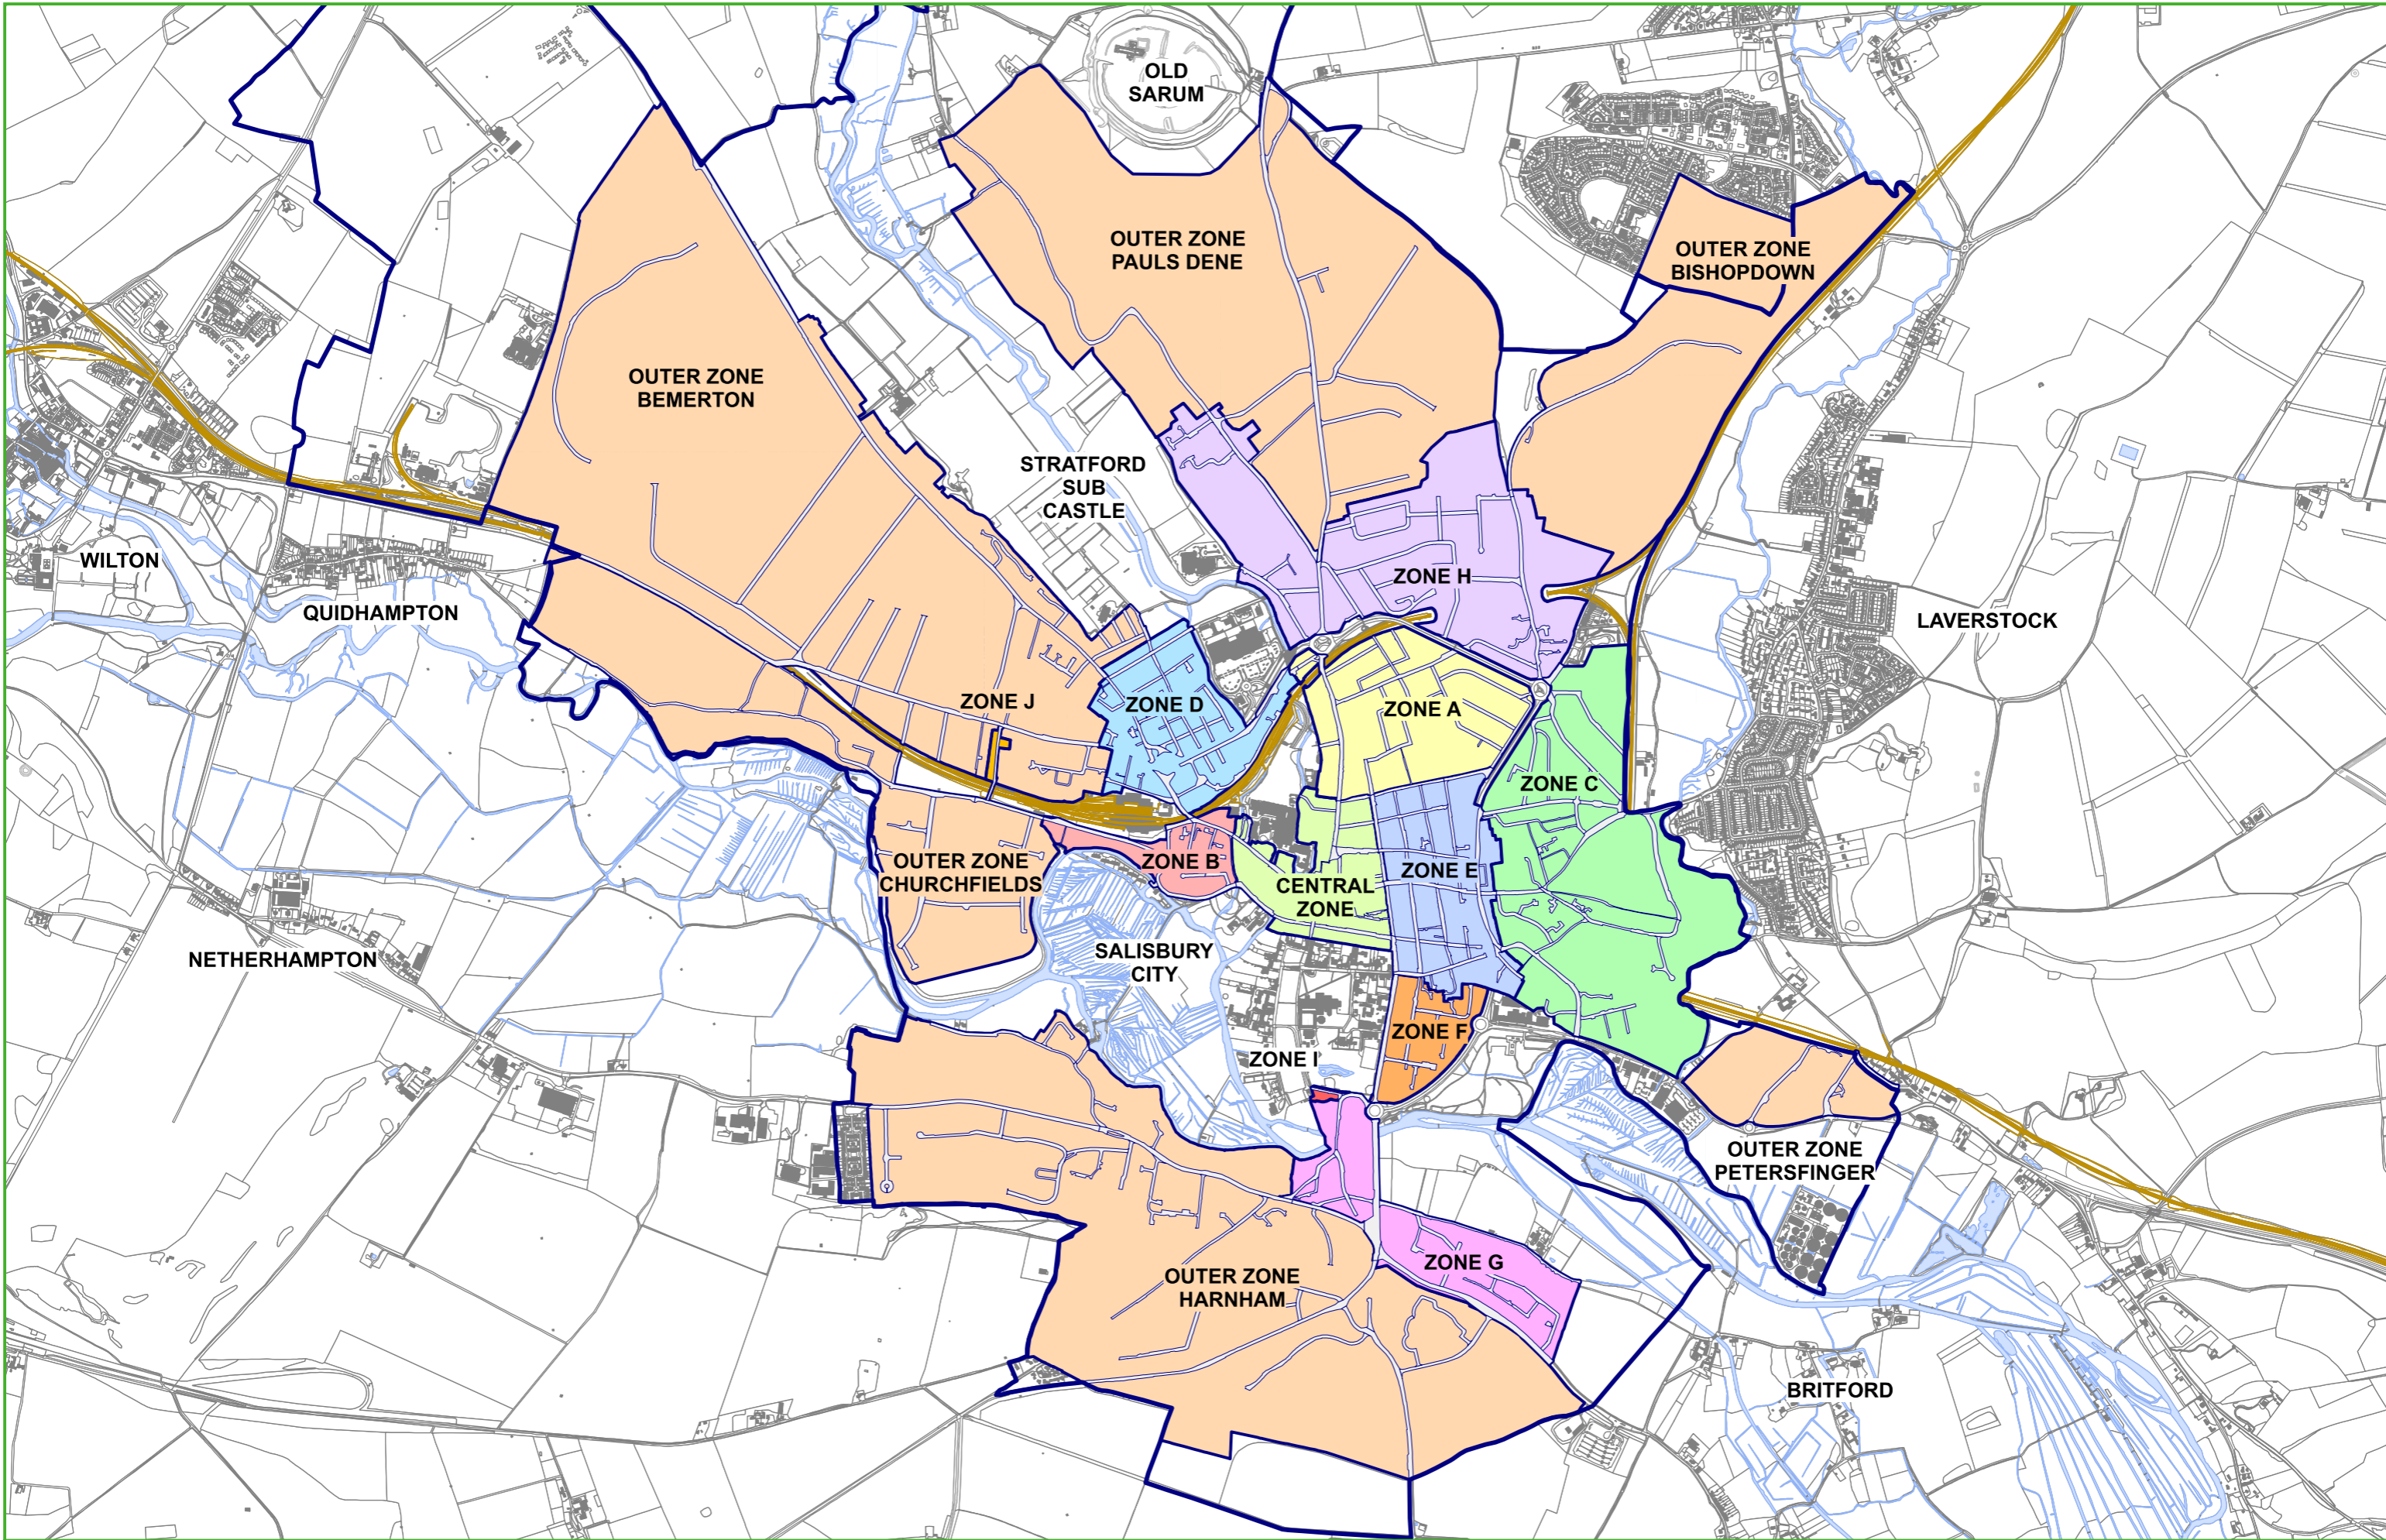 OLD
SARUM
OUTER ZONE
PAULS DENE
OUTER ZONE
BISHOPDOWN
OUTER ZONE
BEMERTON
STRATFORD
SUB
CASTLE
WILTON
QUIDHAMPTON
ZONE H
LAVERSTOCK
ZONE J
ZONE D
ZONE A
ZONE C
OUTER ZONE
CHURCHFIELDS
ZONE B
ZONE E
CENTRAL
ZONE
NETHERHAMPTON
SALISBURY
CITY
ZONE F
ZONE I
OUTER ZONE
PETERSFINGER
ZONE G
OUTER ZONE
HARNHAM
BRITFORD